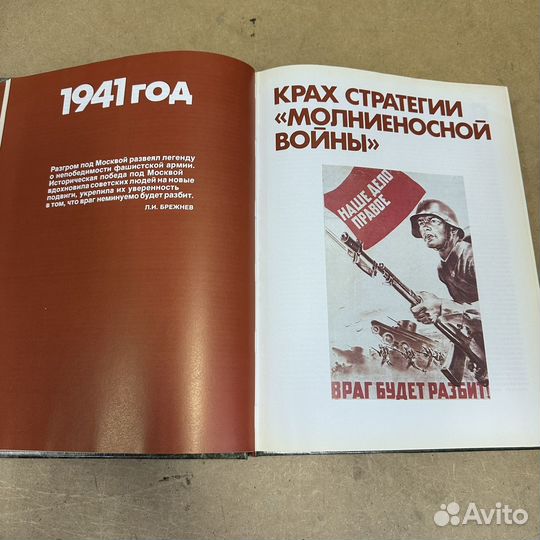 1941 ГОД
Разгром под Москвой развеял легенду
о непобедимости фашистской армии.
Историческая победа под Москвой
вдохновила советских людей на новые
подвиги, укрепила их уверенность
в том, что враг неминуемо будет разбит.
Л.И. БРЕЖНЕВ
КРАХ СТРАТЕГИИ
«МОЛНИЕНОСНОЙ
ВОЙНЫ»
НАШЕ ДЕЛО
ПРАВОЕ
ВРАГ БУДЕТ РАЗБИТ!
Avito